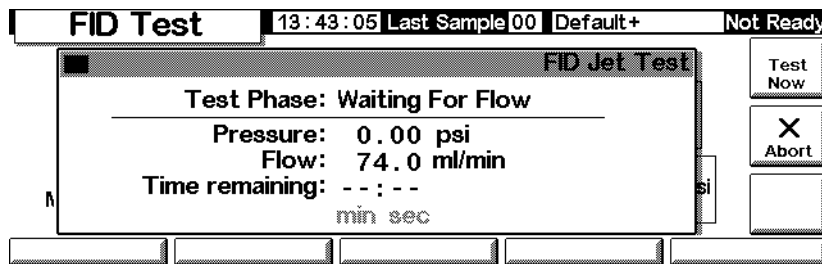 FID Test 13:43:05 Last Sample 00 Default+ Not Ready
FID Jet Test
Test Now
Test Phase: Waiting For Flow
Pressure: 0.00 psi
Flow: 74.0 ml/min
Abort
Time remaining: --:--
si
min sec